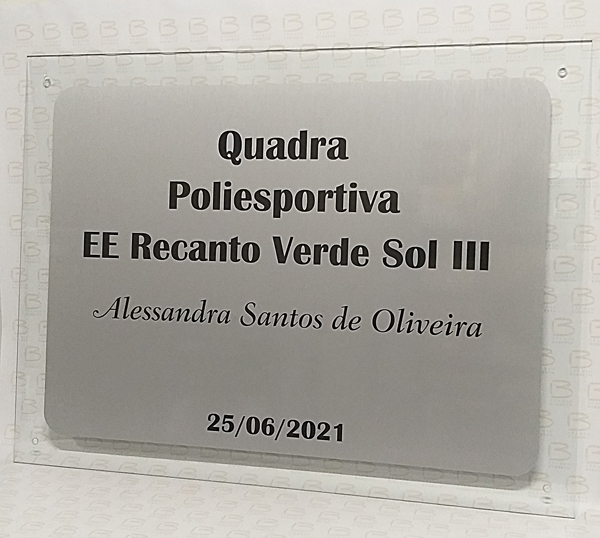 Quadra
Poliesportiva
EE Recanto Verde Sol III
Alessandra Santos de Oliveira
25/06/2021